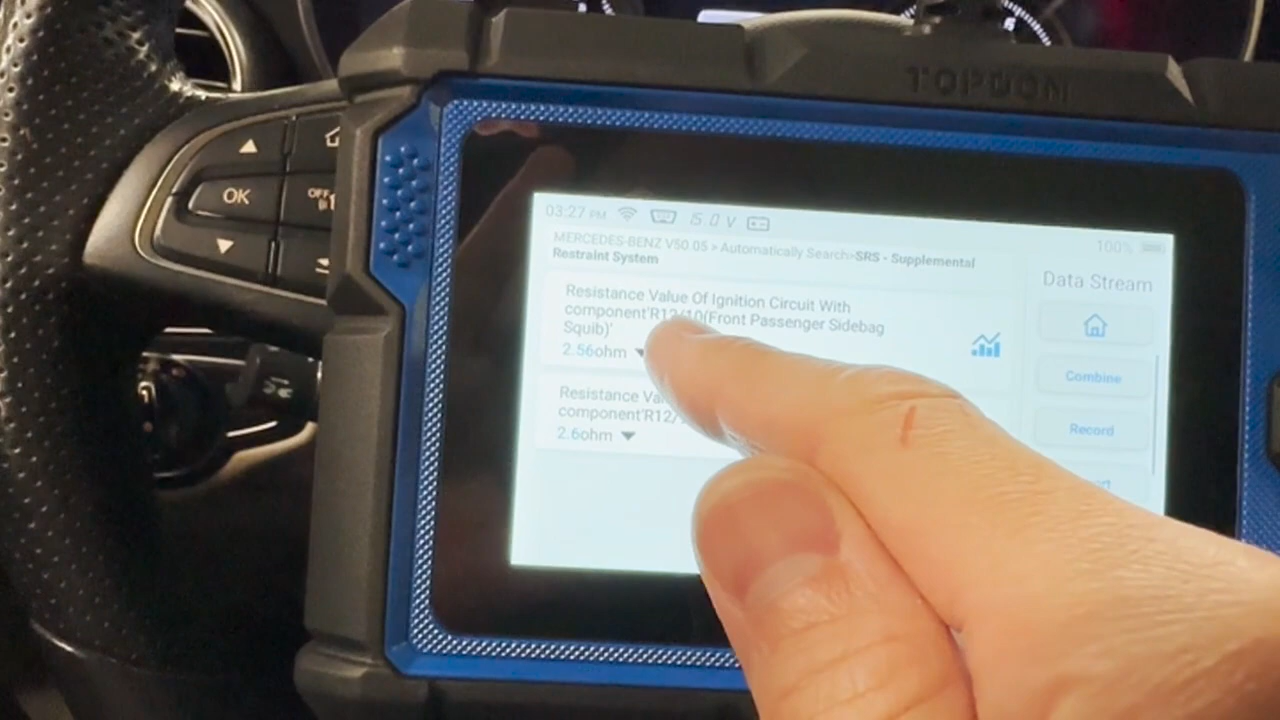 TOPDON
OK
OFF
03:27 PM 15.0 V 100%
MERCEDES-BENZ V50.05 > Automatically Search>SRS - Supplemental
Restraint System
Data Stream
Resistance Value Of Ignition Circuit With
component'R12/10(Front Passenger Sidebag
Squib)'
2.56ohm
Combine
Resistance
component'R12/
2.6ohm
Record